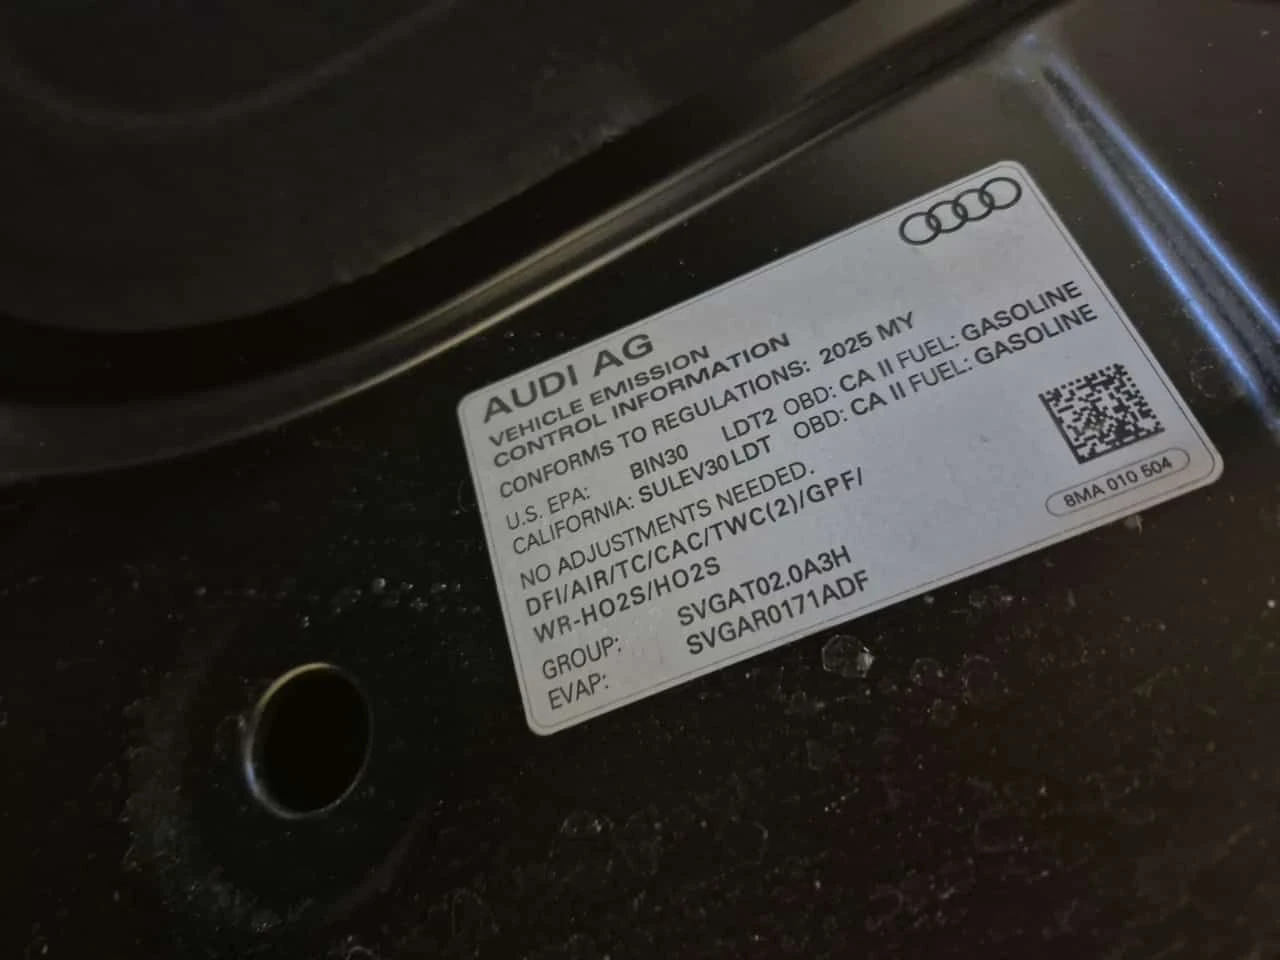 AUDI AG
VEHICLE EMISSION
CONTROL INFORMATION
CONFORMS TO REGULATIONS: 2025 MY
U.S. EPA: BIN30 LDT2 OBD: CA II FUEL: GASOLINE
CALIFORNIA: SULEV30 LDT OBD: CA II FUEL: GASOLINE
NO ADJUSTMENTS NEEDED.
DFI/AIR/TC/CAC/TWC(2)/GPF/
WR-HO2S/HO2S
GROUP: SVGAT02.0A3H
EVAP: SVGAR0171ADF
8MA 010 504